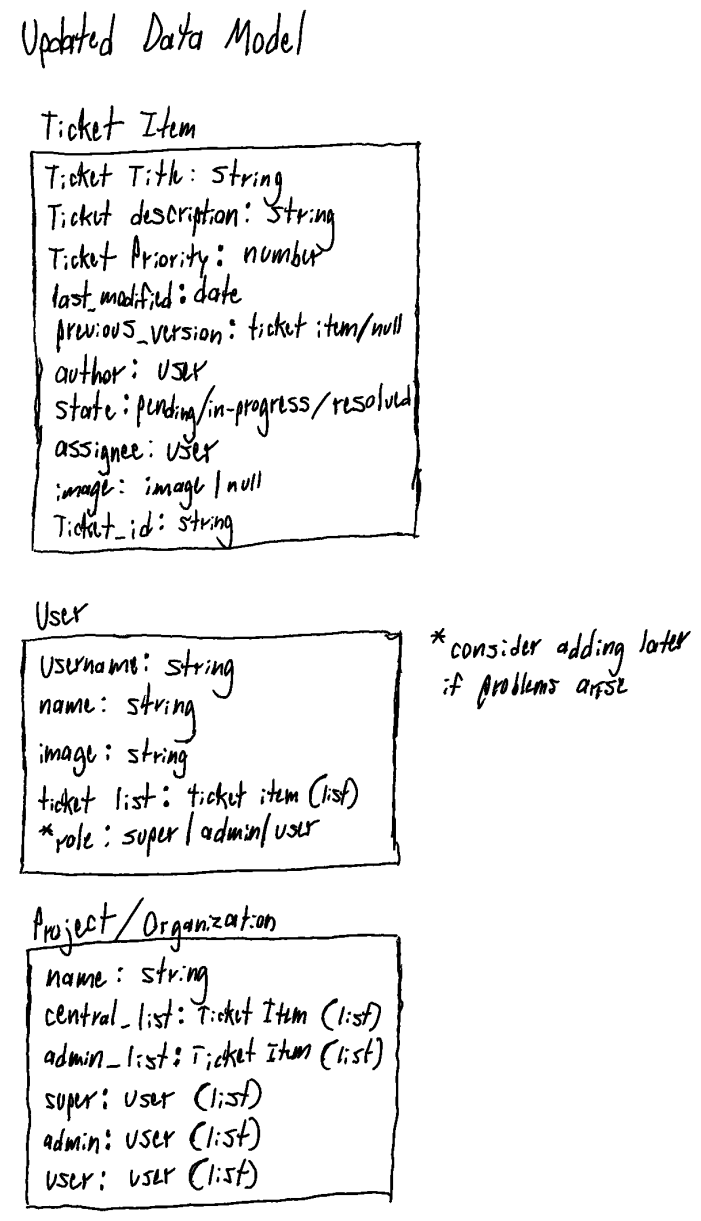 Updated Data Model
Ticket Item
Ticket Title: string
Ticket description: string
Ticket Priority: number
last_modified: date
previous_version: ticket item/null
author: user
state: pending/in-progress/resolved
assignee: user
image: image/null
Ticket_id: string
User
username: string
name: string
image: string
ticket list: ticket item (list)
*role: super/admin/user
*consider adding later
if problems arise
Project/Organization
name: string
central_list: Ticket Item (list)
admin_list: Ticket Item (list)
super: user (list)
admin: user (list)
user: user (list)